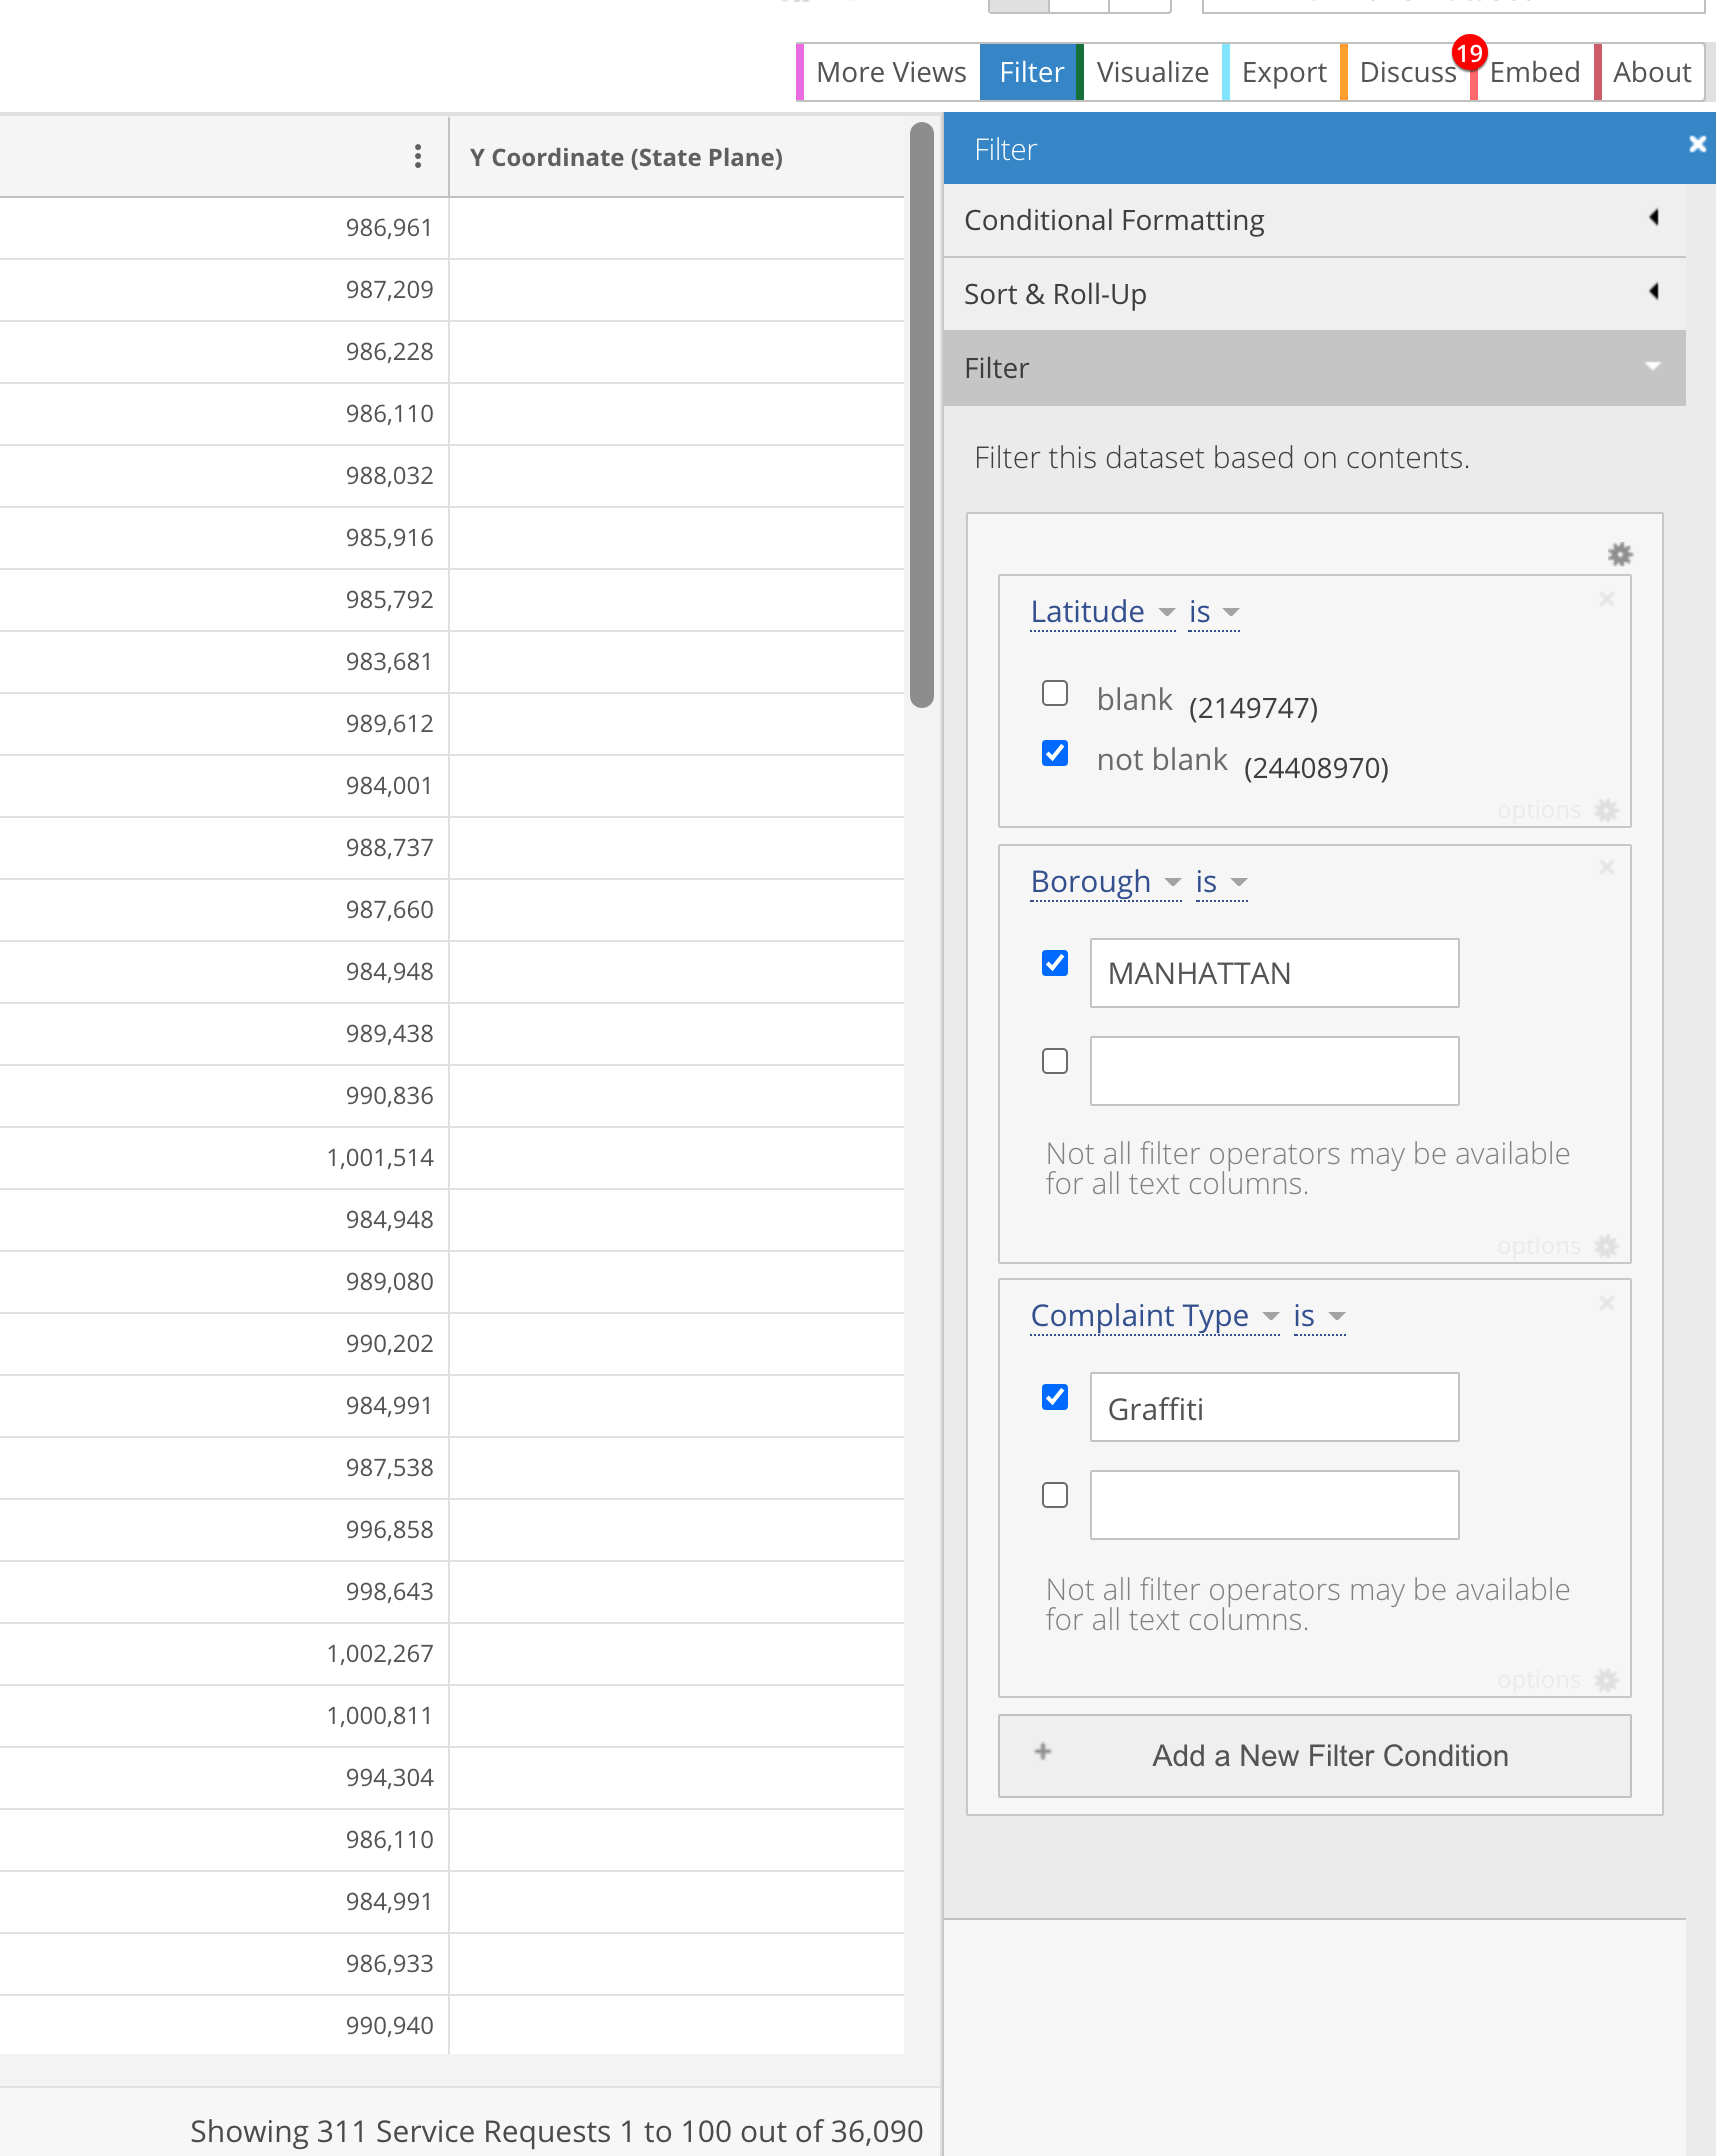 More Views Filter Visualize Export Discuss 19 Embed About
Y Coordinate (State Plane)
986,961
987,209
986,228
986,110
988,032
985,916
985,792
983,681
989,612
984,001
988,737
987,660
984,948
989,438
990,836
1,001,514
984,948
989,080
990,202
984,991
987,538
996,858
998,643
1,002,267
1,000,811
994,304
986,110
984,991
986,933
990,940
Showing 311 Service Requests 1 to 100 out of 36,090
Filter
Conditional Formatting
Sort & Roll-Up
Filter
Filter this dataset based on contents.
Latitude is
blank (2149747)
not blank (24408970)
options
Borough is
MANHATTAN
Not all filter operators may be available
for all text columns.
options
Complaint Type is
Graffiti
Not all filter operators may be available
for all text columns.
options
Add a New Filter Condition